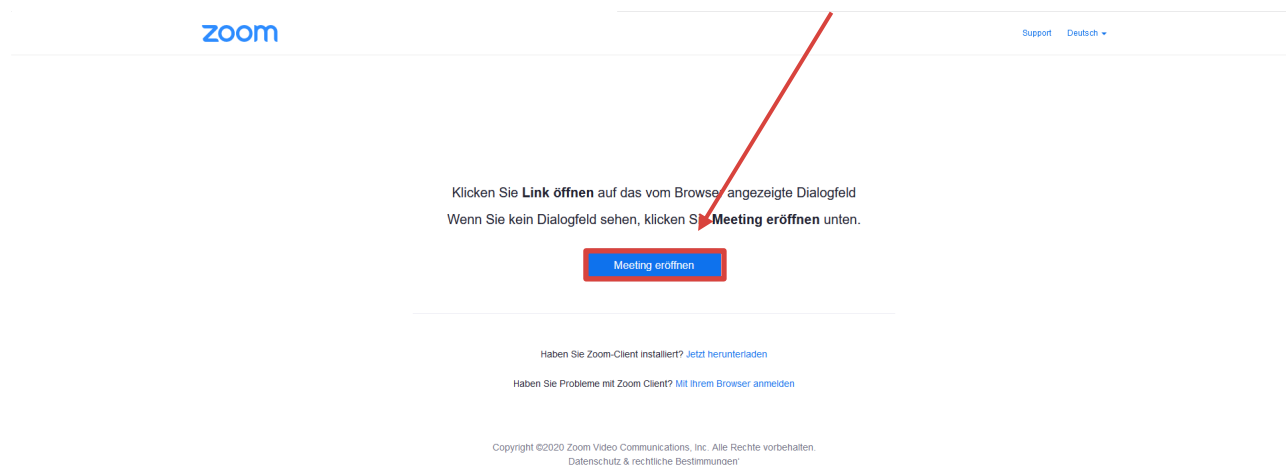 zoom
Support Deutsch
Klicken Sie Link öffnen auf das vom Browser angezeigte Dialogfeld
Wenn Sie kein Dialogfeld sehen, klicken Sie Meeting eröffnen unten.
Meeting eröffnen
Haben Sie Zoom-Client installiert? Jetzt herunterladen
Haben Sie Probleme mit Zoom Client? Mit Ihrem Browser anmelden
Copyright ©2020 Zoom Video Communications, Inc. Alle Rechte vorbehalten.
Datenschutz & rechtliche Bestimmungen'